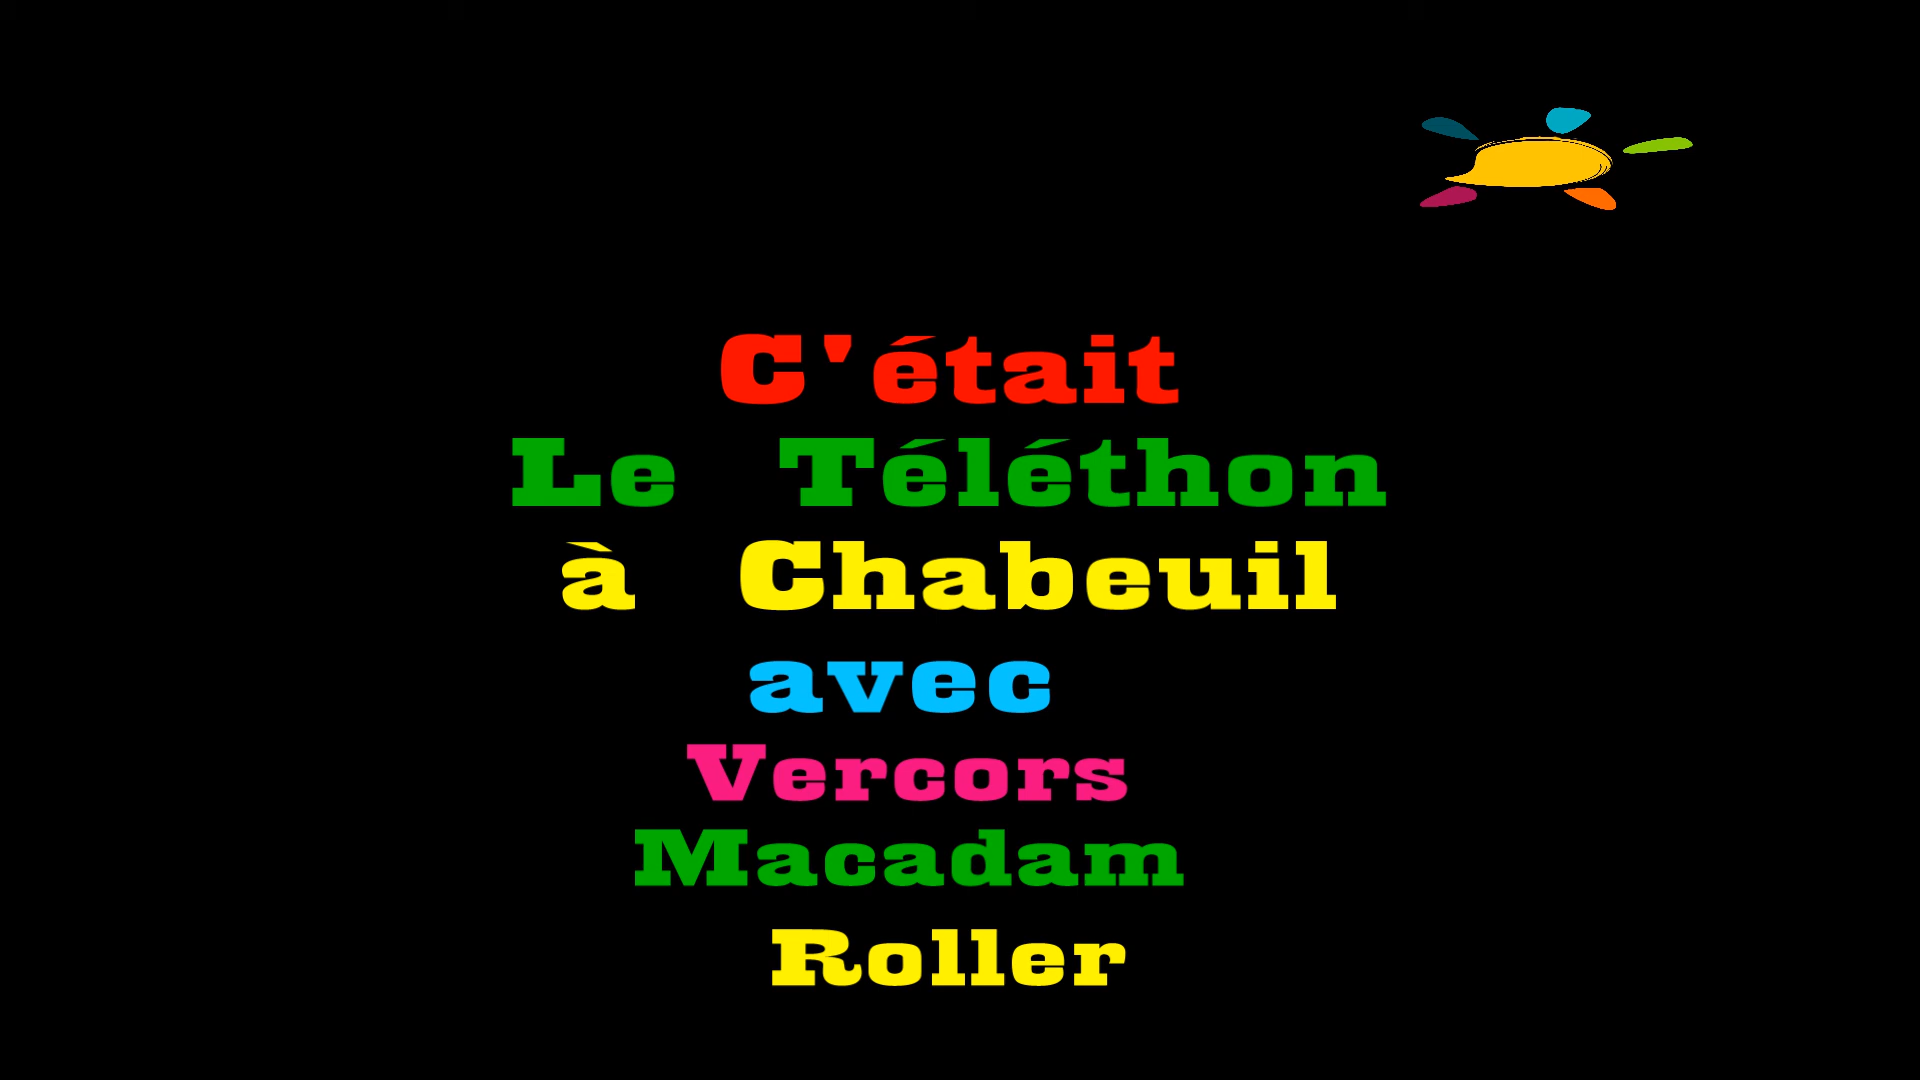 C'était
Le Téléthon
à Chabeuil
avec
Vercors
Macadam
Roller